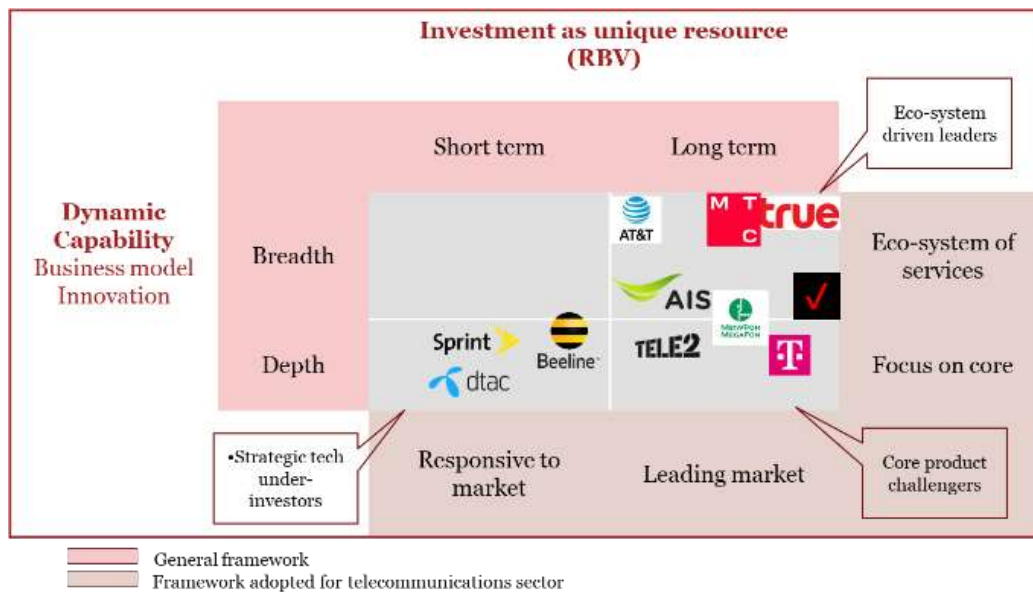 Investment as unique resource
(RBV)
Eco-system
driven leaders
Short term
Long term
Dynamic
Capability
Business model
Innovation
Breadth
AT&T
М Т
С
true
Eco-system of
services
AIS
МЕГАФОН
MEGAFON
Depth
Sprint
Beeline
TELE2
T
dtac
Focus on core
•Strategic tech
under-
investors
Responsive to
market
Leading market
Core product
challengers
General framework
Framework adopted for telecommunications sector